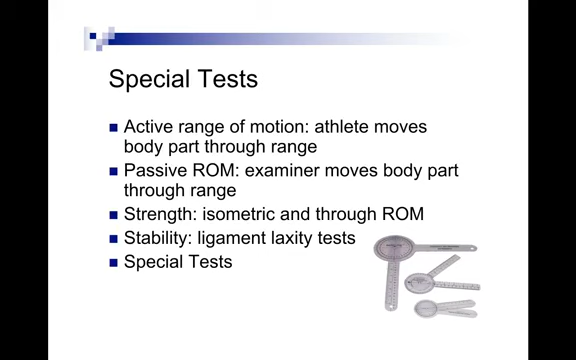 Special Tests
Active range of motion: athlete moves
body part through range
Passive ROM: examiner moves body part
through range
Strength: isometric and through ROM
Stability: ligament laxity tests
Special Tests